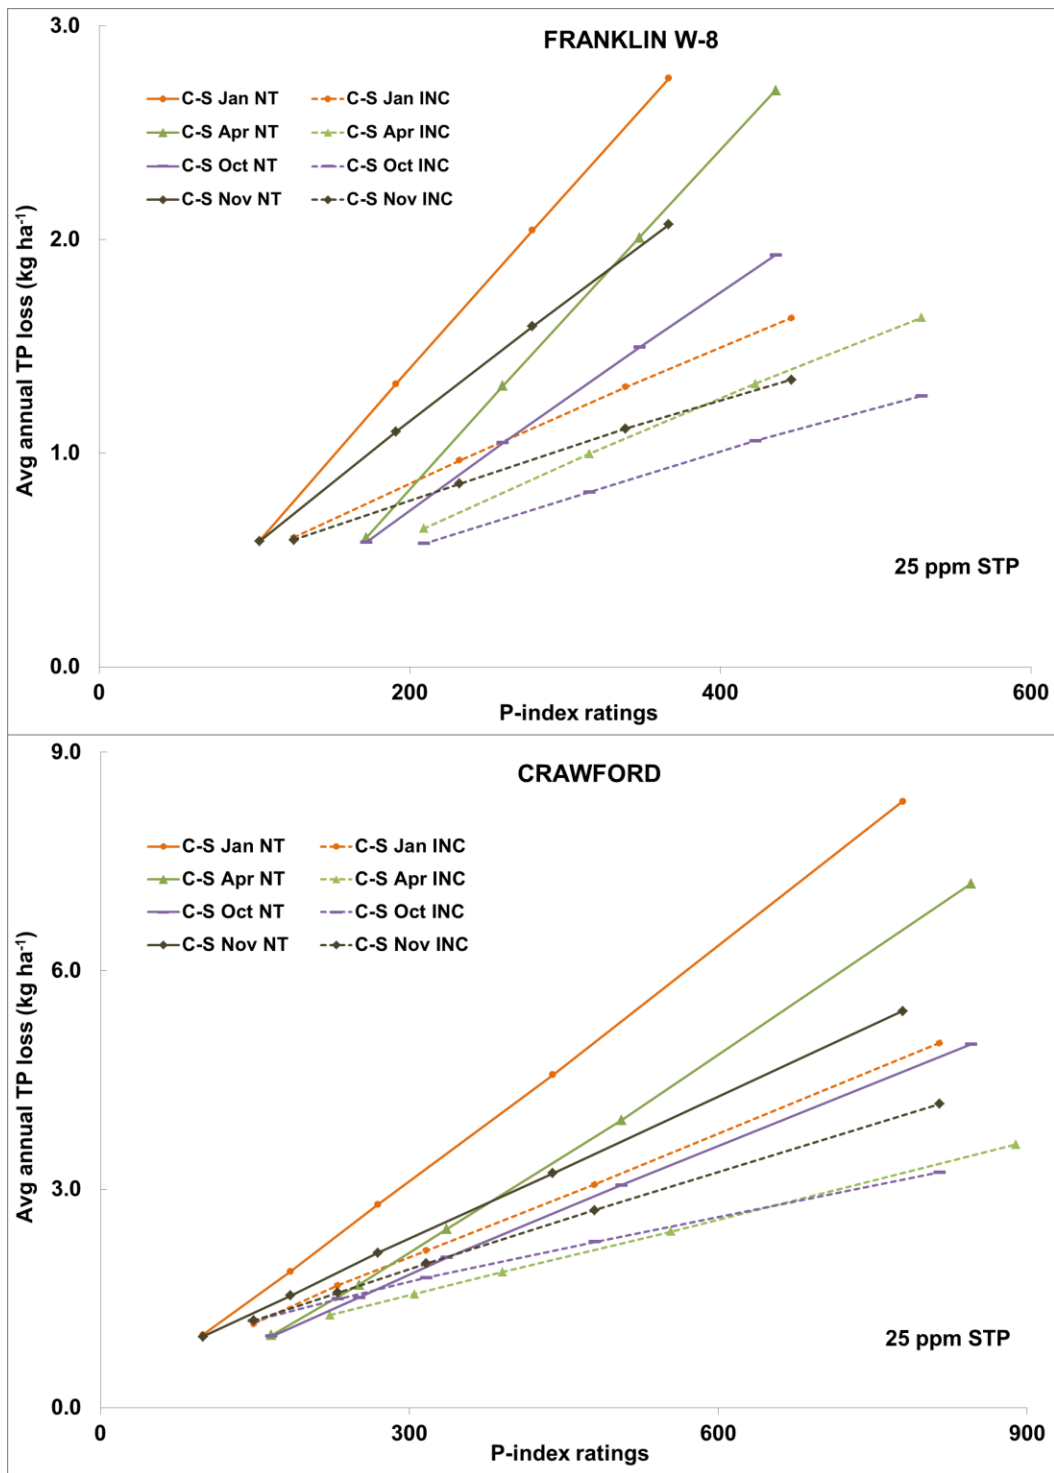 FRANKLIN W-8
3.0
C-S Jan NT C-S Jan INC
C-S Apr NT C-S Apr INC
C-S Oct NT C-S Oct INC
C-S Nov NT C-S Nov INC
2.0
Avg annual TP loss (kg ha⁻¹)
1.0
25 ppm STP
0.0
0 200 400 600
P-index ratings
9.0
CRAWFORD
C-S Jan NT C-S Jan INC
C-S Apr NT C-S Apr INC
C-S Oct NT C-S Oct INC
C-S Nov NT C-S Nov INC
6.0
Avg annual TP loss (kg ha⁻¹)
3.0
25 ppm STP
0.0
0 300 600 900
P-index ratings